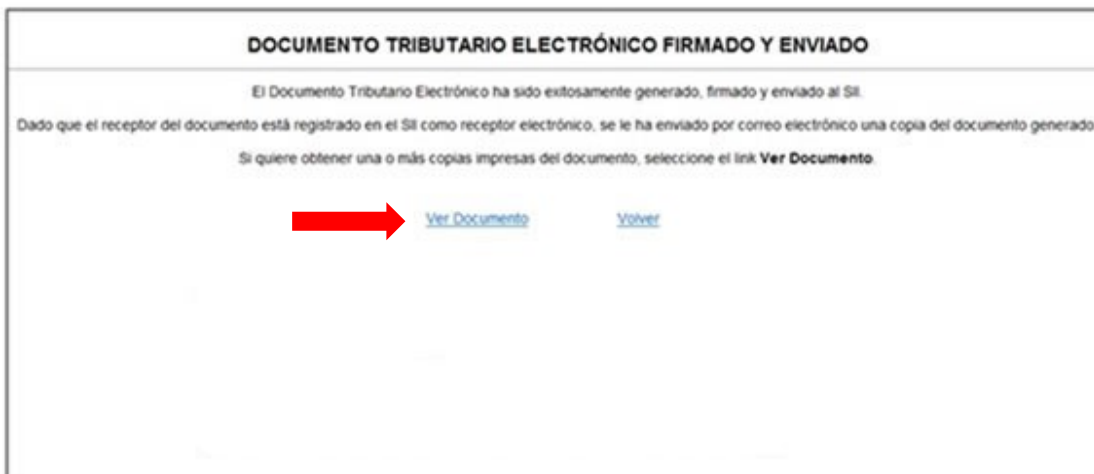 DOCUMENTO TRIBUTARIO ELECTRÓNICO FIRMADO Y ENVIADO
El Documento Tributario Electrónico ha sido exitosamente generado, firmado y enviado al SII.
Dado que el receptor del documento está registrado en el SII como receptor electrónico, se le ha enviado por correo electrónico una copia del documento generado
Si quiere obtener una o más copias impresas del documento, seleccione el link Ver Documento.
Ver Documento Volver